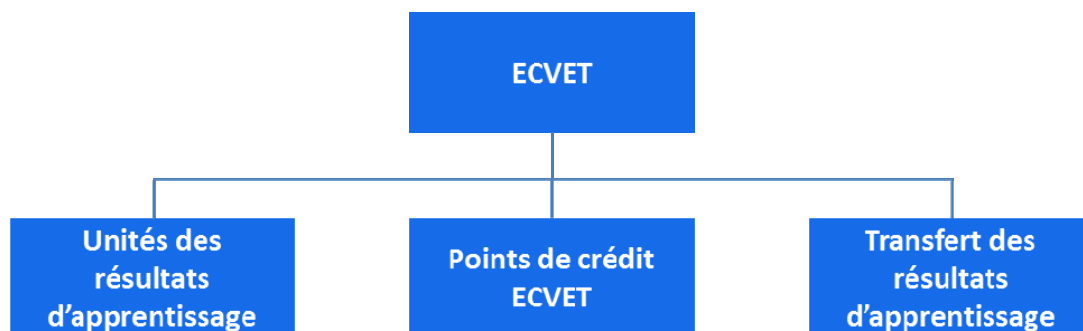 ECVET
Unités des
résultats
d’apprentissage
Points de crédit
ECVET
Transfert des
résultats
d’apprentissage